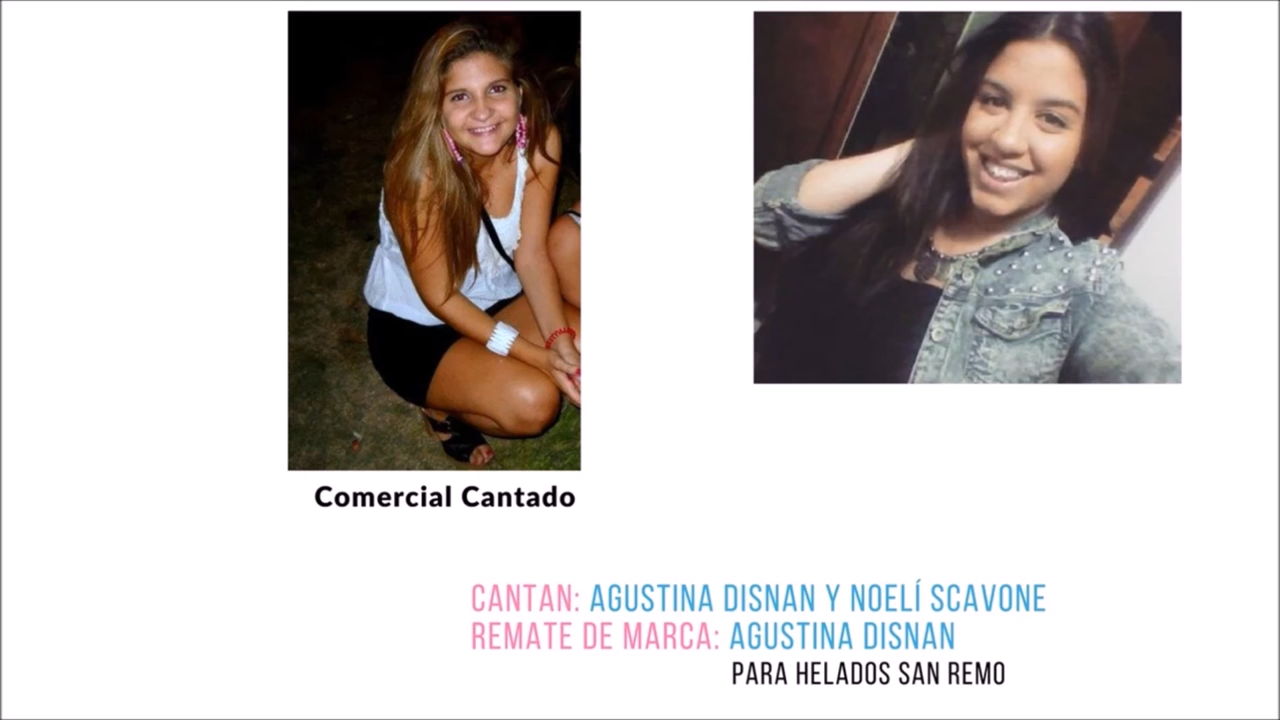 Comercial Cantado
CANTAN: AGUSTINA DISNAN Y NOELÍ SCAVONE
REMATE DE MARCA: AGUSTINA DISNAN
PARA HELADOS SAN REMO